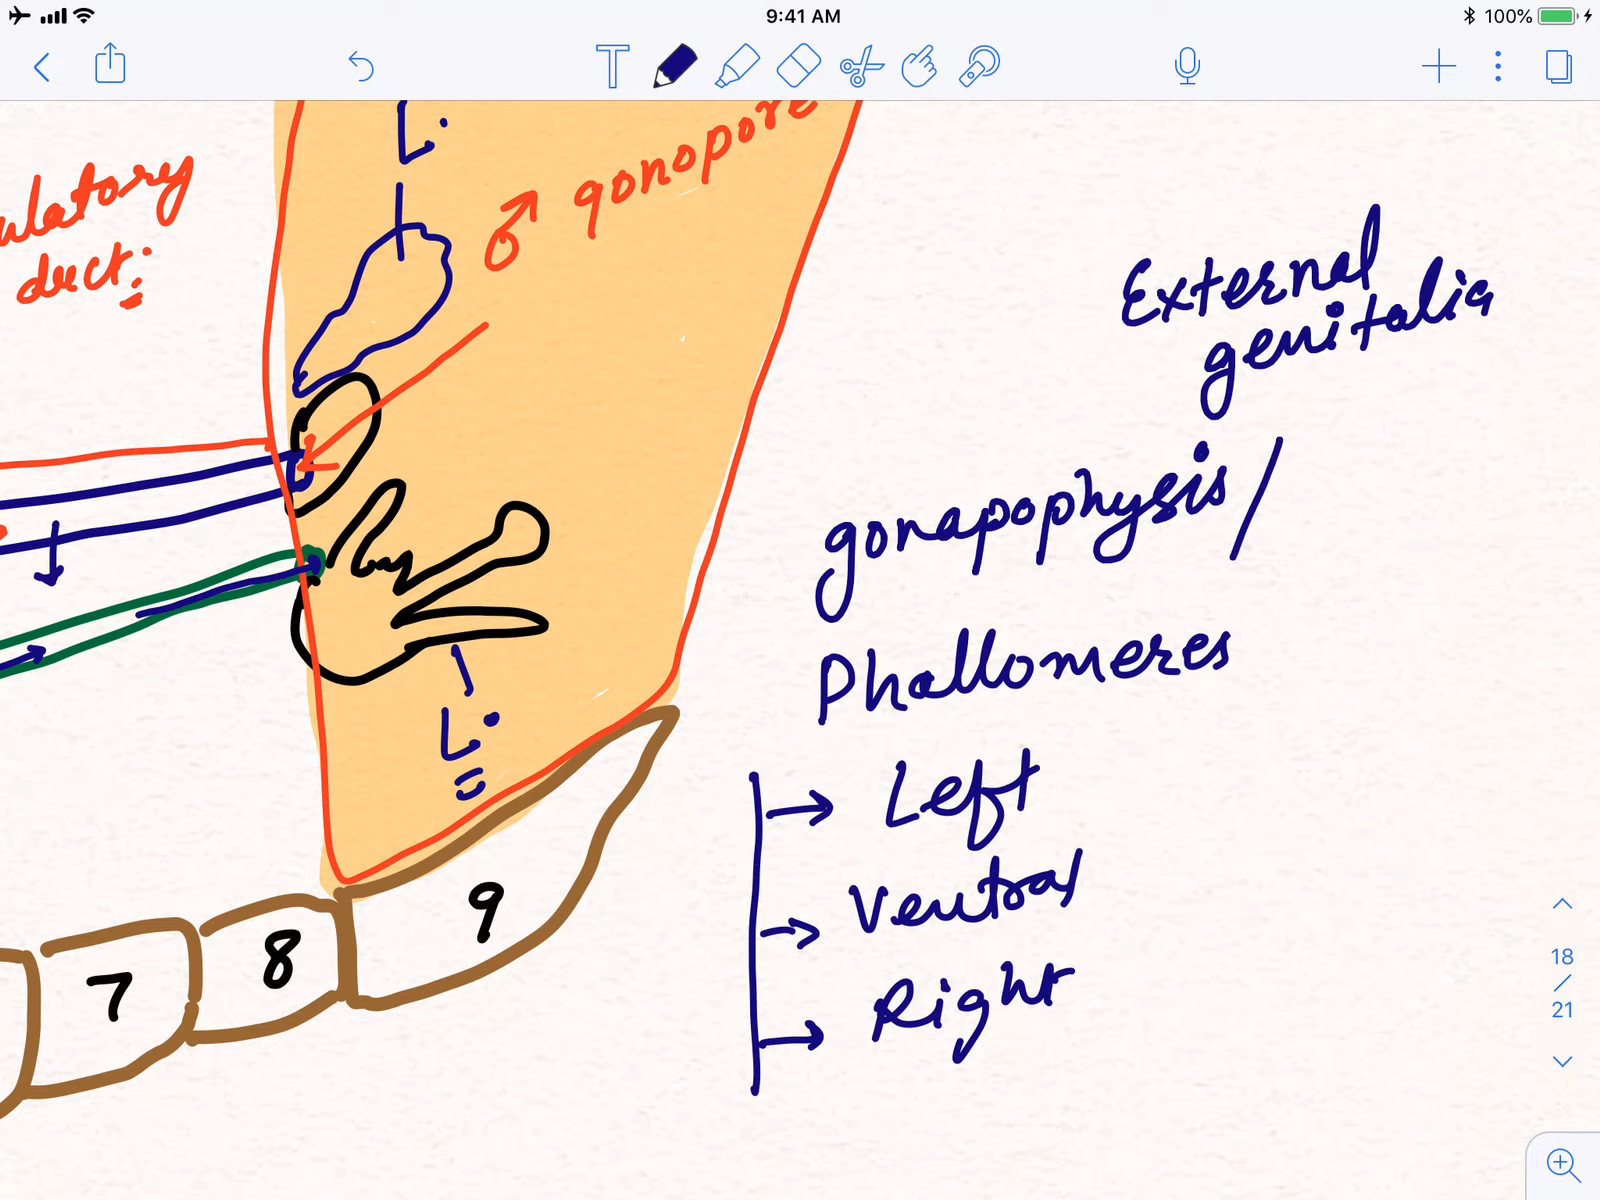 9:41 AM
100%
T
L.
♂ gonopore
ulatory
duct:
External
genitalia
gonapophysis/
Phallomeres
L.
→ Left
→ Ventral
→ Right
7
8
9
18
/
21